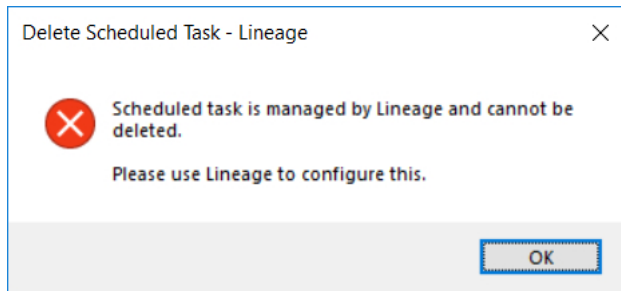 Delete Scheduled Task - Lineage
Scheduled task is managed by Lineage and cannot be
deleted.
Please use Lineage to configure this.
OK